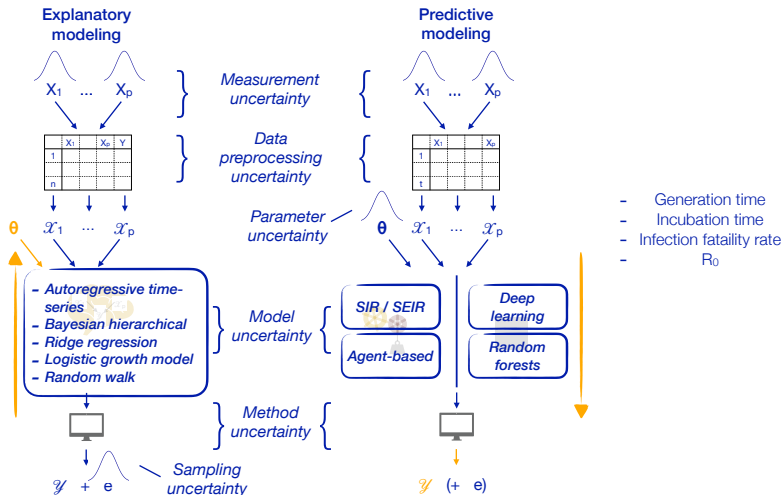 Explanatory
modeling
Predictive
modeling
X1 ... Xp
Measurement
uncertainty
X1 ... Xp
X1 Xp Y
1
n
Data
preprocessing
uncertainty
X1 Xp
1
t
Parameter
uncertainty
θ 𝒳1 ... 𝒳p
θ 𝒳1 ... 𝒳p
- Generation time
- Incubation time
- Infection fataility rate
- R0
- Autoregressive time-
series
- Bayesian hierarchical
- Ridge regression
- Logistic growth model
- Random walk
Model
uncertainty
SIR / SEIR
Agent-based
Deep
learning
Random
forests
Method
uncertainty
𝒴 + e
Sampling
uncertainty
𝒴 (+ e)